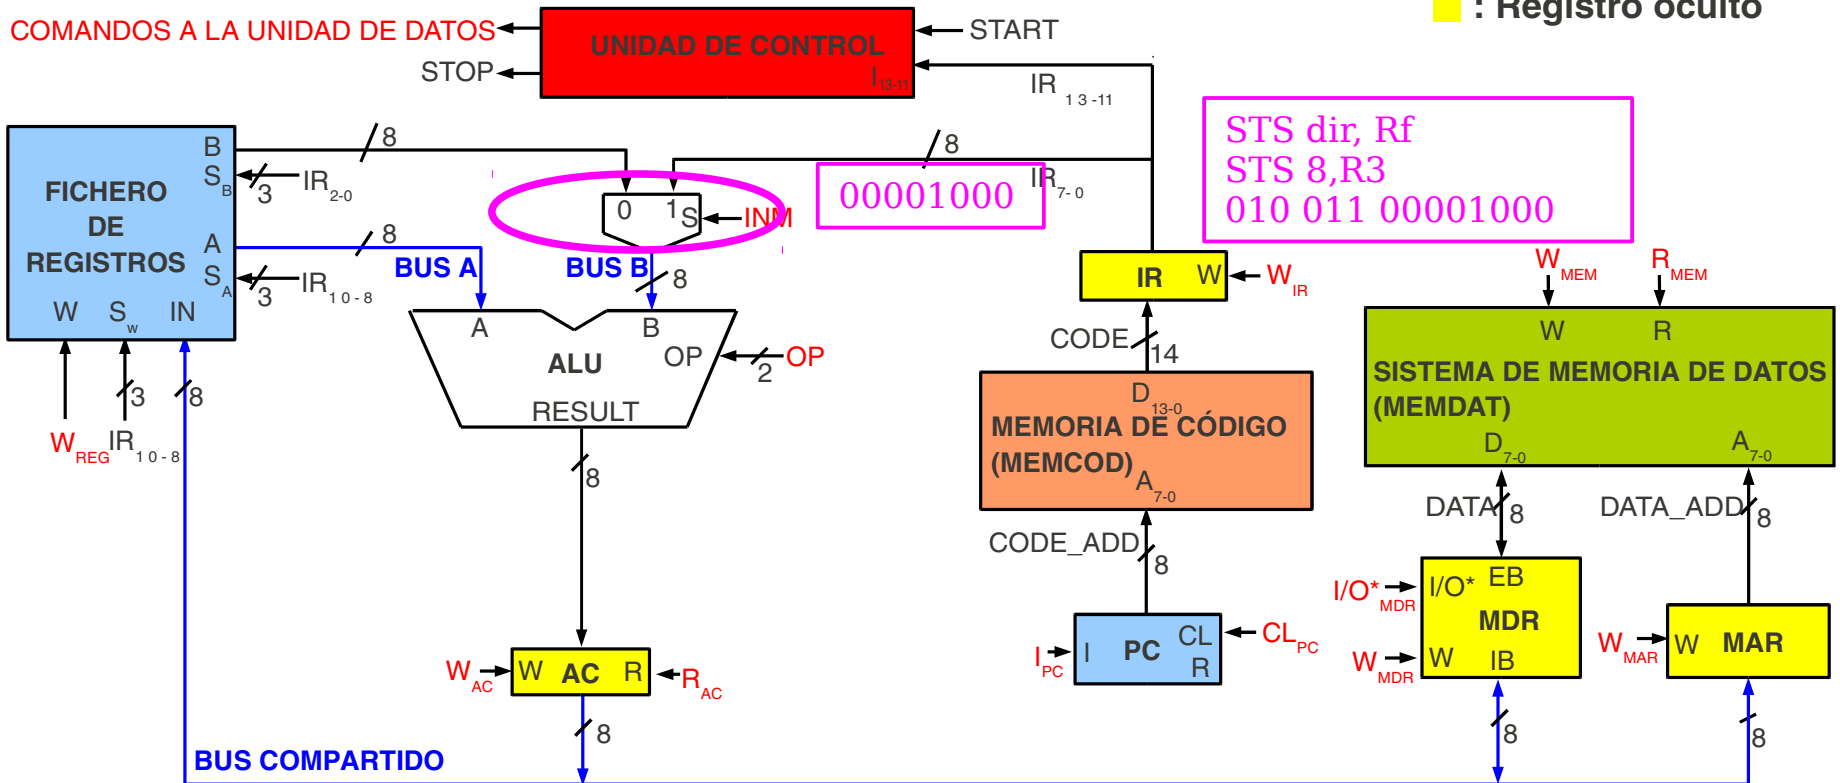 : Registro oculto
COMANDOS A LA UNIDAD DE DATOS
STOP
UNIDAD DE CONTROL
I13-11
START
IR 13-11
FICHERO
DE
REGISTROS
B
SB
A
SA
W Sw IN
8
3
IR2-0
8
3
IR10-8
WREG
3
IR10-8
8
0 1
S
INM
8
IR7-0
00001000
STS dir, Rf
STS 8,R3
010 011 00001000
BUS A
BUS B
8
A B
ALU
OP
2
OP
RESULT
8
WAC
W AC R
RAC
8
BUS COMPARTIDO
IR W
WIR
CODE
14
D13-0
MEMORIA DE CÓDIGO
(MEMCOD)
A7-0
CODE_ADD
8
IPC
I PC CL
R
CLPC
WMEM
RMEM
W R
SISTEMA DE MEMORIA DE DATOS
(MEMDAT)
D7-0
A7-0
DATA
8
DATA_ADD
8
I/O*MDR
I/O* EB
MDR
WMDR
W IB
8
WMAR
W MAR
8